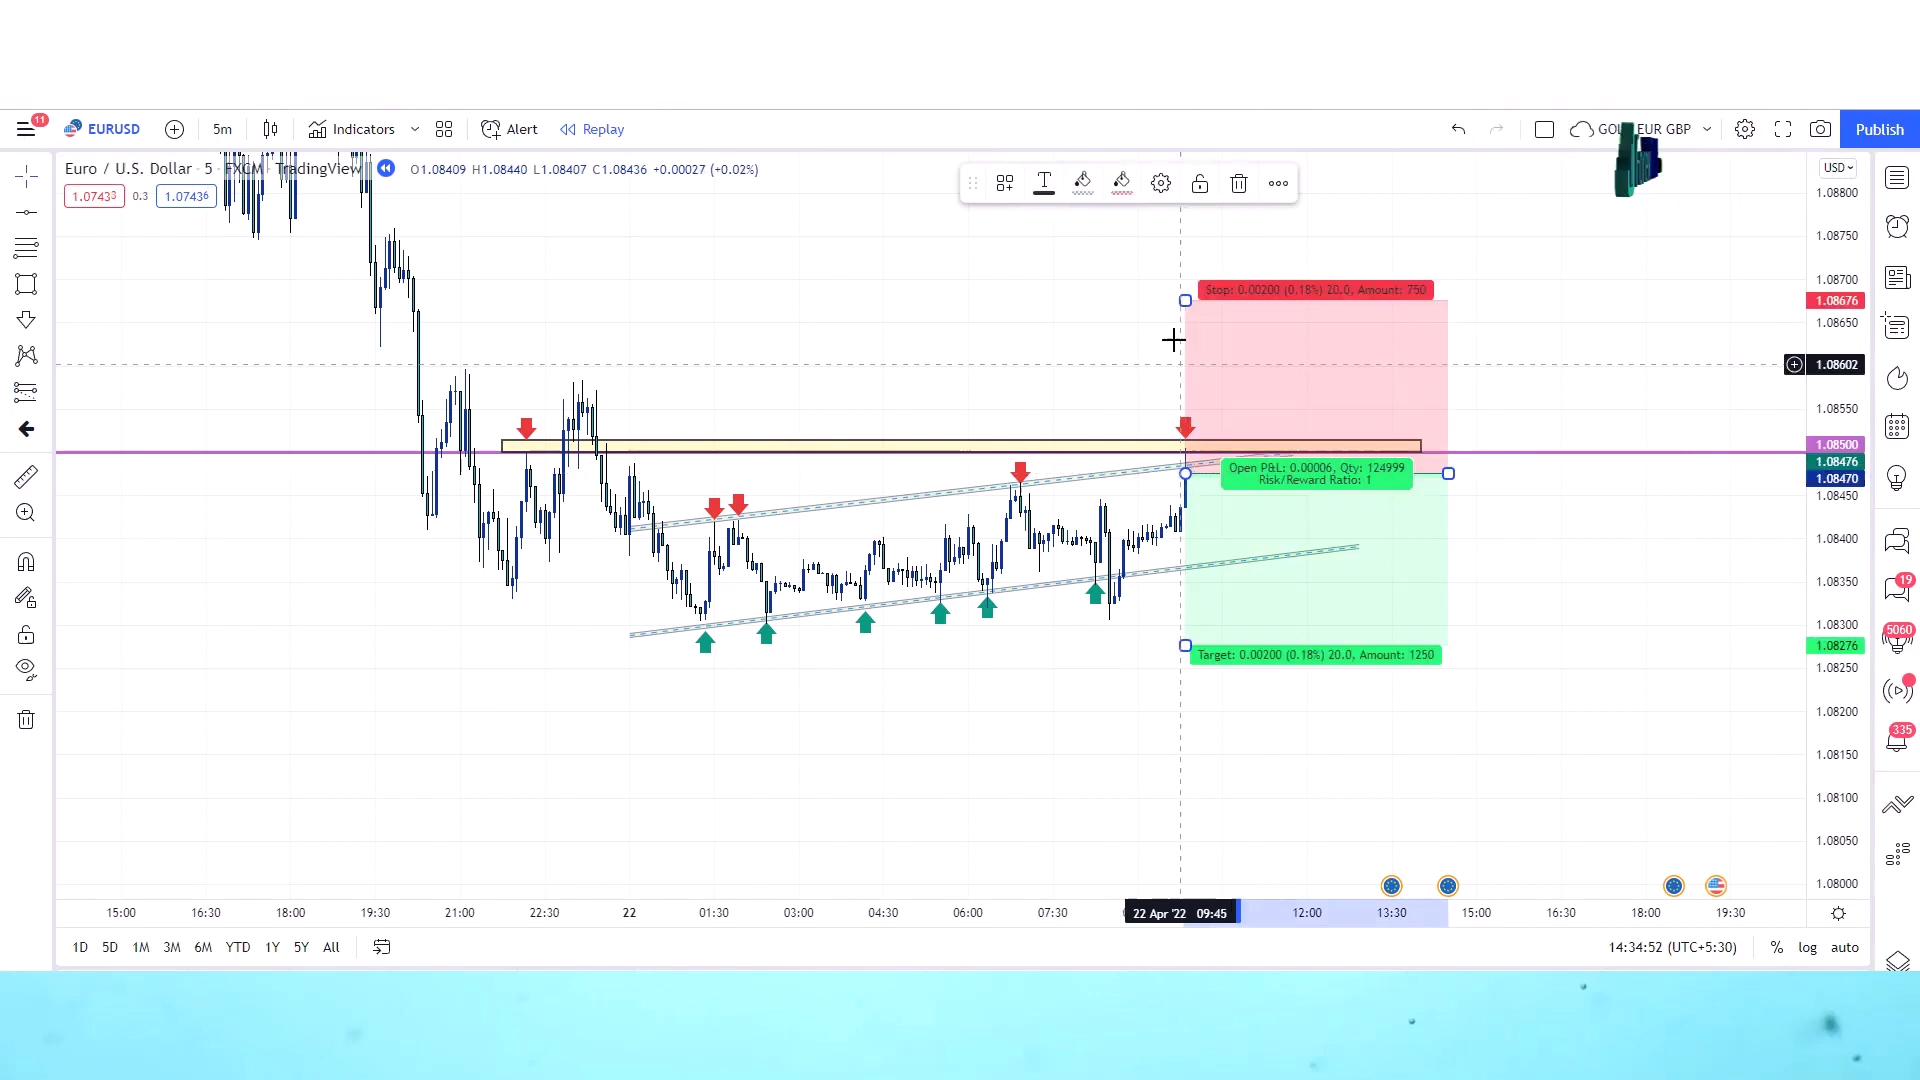 11
EURUSD
5m
Indicators
Alert
Replay
EUR GBP
Publish
Euro / U.S. Dollar · 5 · FXCM · TradingView
O1.08409 H1.08440 L1.08407 C1.08436 +0.00027 (+0.02%)
1.07433 0.3 1.07436
USD
1.08800
1.08750
1.08700
1.08676
1.08650
1.08602
1.08550
1.08500
1.08476
1.08470
1.08450
1.08400
1.08350
1.08300
1.08276
1.08250
1.08200
1.08150
1.08100
1.08050
1.08000
Stop: 0.00200 (0.18%) 20.0, Amount: 750
Open P&L: 0.00006, Qty: 124999
Risk/Reward Ratio: 1
Target: 0.00200 (0.18%) 20.0, Amount: 1250
19
5060
335
15:00 16:30 18:00 19:30 21:00 22:30 22 01:30 03:00 04:30 06:00 07:30 22 Apr '22 09:45 12:00 13:30 15:00 16:30 18:00 19:30
1D 5D 1M 3M 6M YTD 1Y 5Y All
14:34:52 (UTC+5:30) % log auto